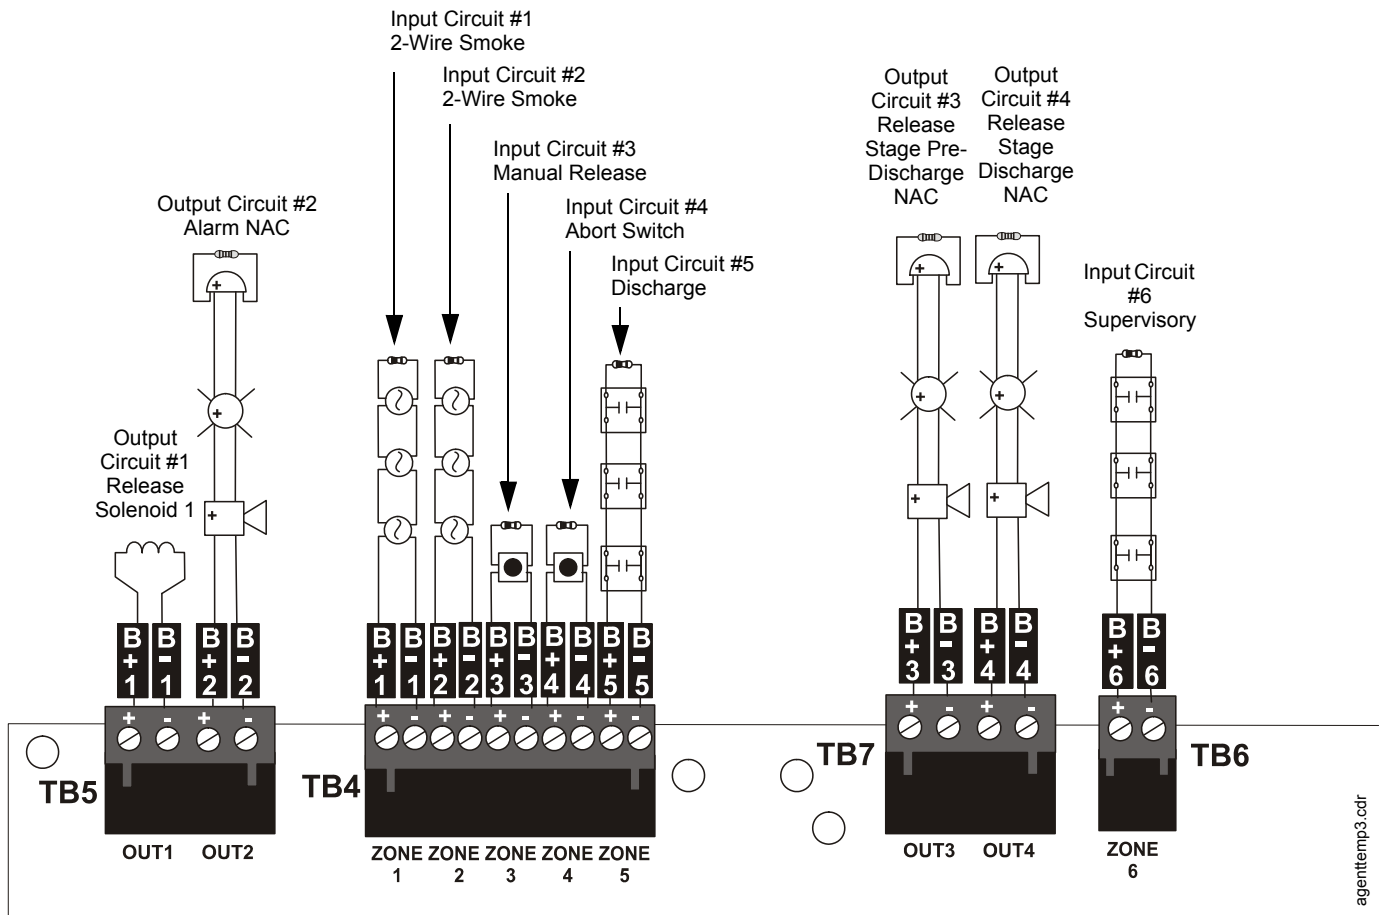 Input Circuit #1
2-Wire Smoke
Input Circuit #2
2-Wire Smoke
Input Circuit #3
Manual Release
Input Circuit #4
Abort Switch
Input Circuit #5
Discharge
Output Circuit #2
Alarm NAC
Output
Circuit #1
Release
Solenoid 1
Output
Circuit #3
Release
Stage Pre-
Discharge
NAC
Output
Circuit #4
Release
Stage
Discharge
NAC
Input Circuit
#6
Supervisory
+
+
+
+
+
+
+
+
+
B+1
B-1
B+2
B-2
B+1
B-1
B+2
B-2
B+3
B-3
B+4
B-4
B+5
B-5
B+3
B-3
B+4
B-4
B+6
B-6
+ - + -
+ - + - + - + - + -
+ - + -
+ -
TB5
TB4
TB7
TB6
OUT1 OUT2
ZONE 1
ZONE 2
ZONE 3
ZONE 4
ZONE 5
OUT3 OUT4
ZONE 6
agenttemp3.cdr